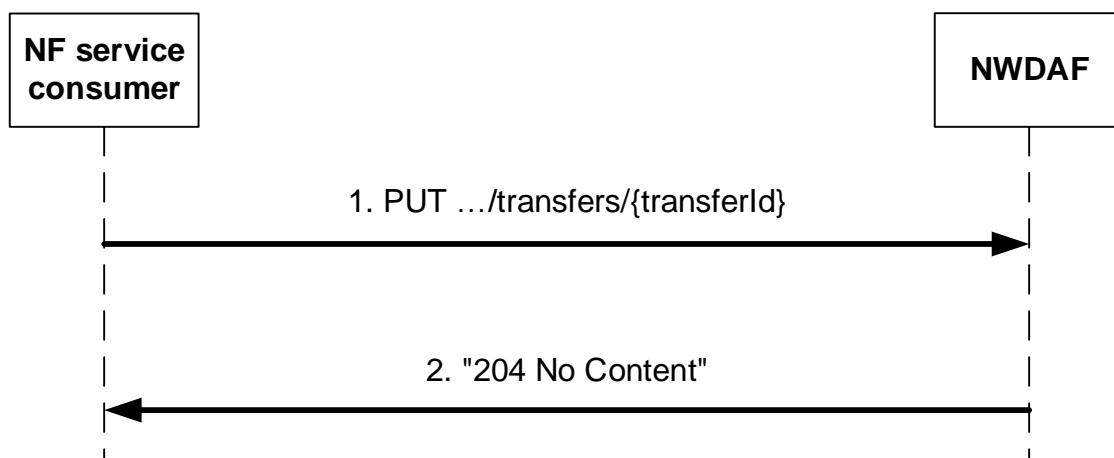 NF service
consumer
NWDAF
1. PUT …/transfers/{transferId}
2. "204 No Content"